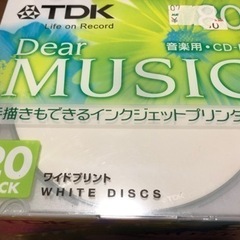 TDK
Life on Record
80
Dear
音楽用・CD-
MUSIC
手描きもできるインクジェットプリンタ
20
ワイドプリント
WHITE DISCS